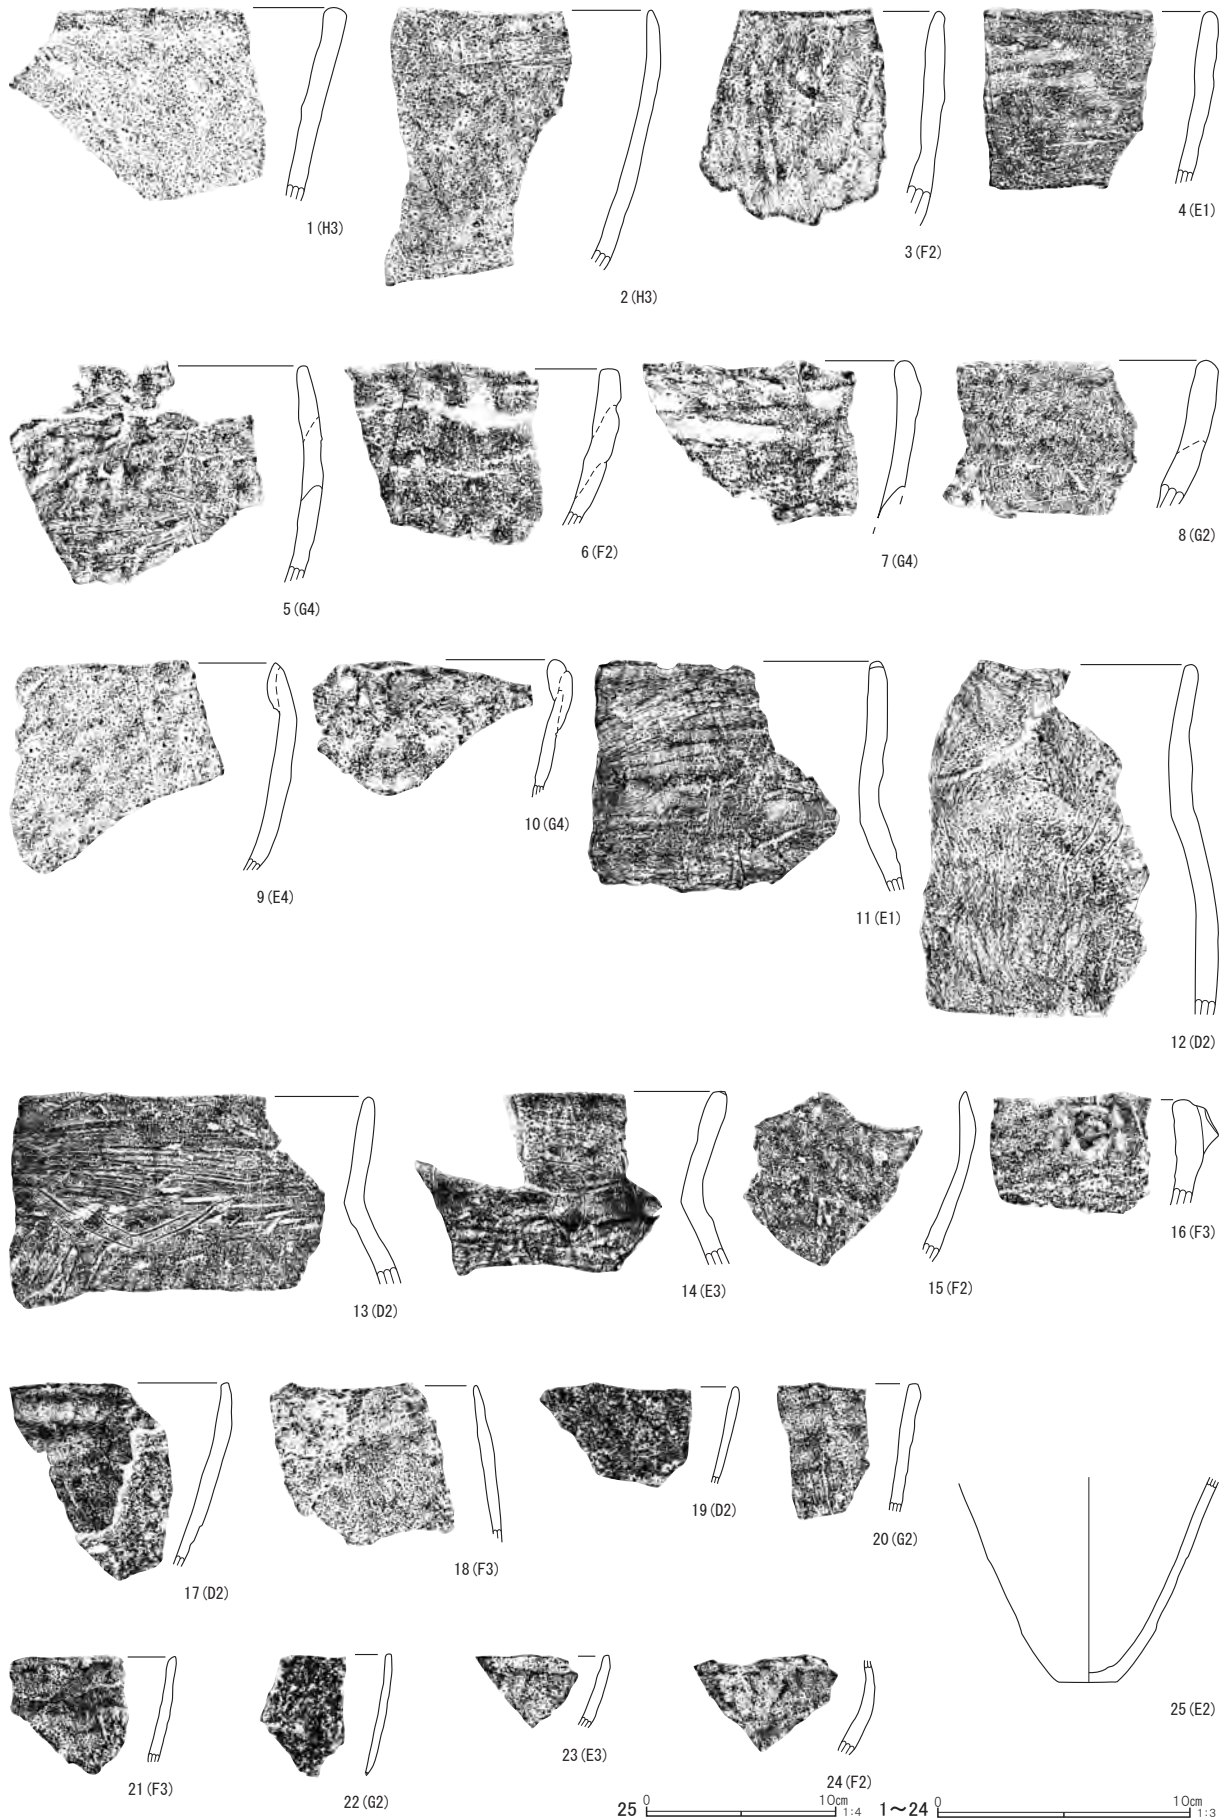 1(H3)
2(H3)
3(F2)
4(E1)
5(G4)
6(F2)
7(G4)
8(G2)
9(E4)
10(G4)
11(E1)
12(D2)
13(D2)
14(E3)
15(F2)
16(F3)
17(D2)
18(F3)
19(D2)
20(G2)
21(F3)
22(G2)
23(E3)
24(F2)
25(E2)
25 0 10cm 1:4
1〜24 0 10cm 1:3